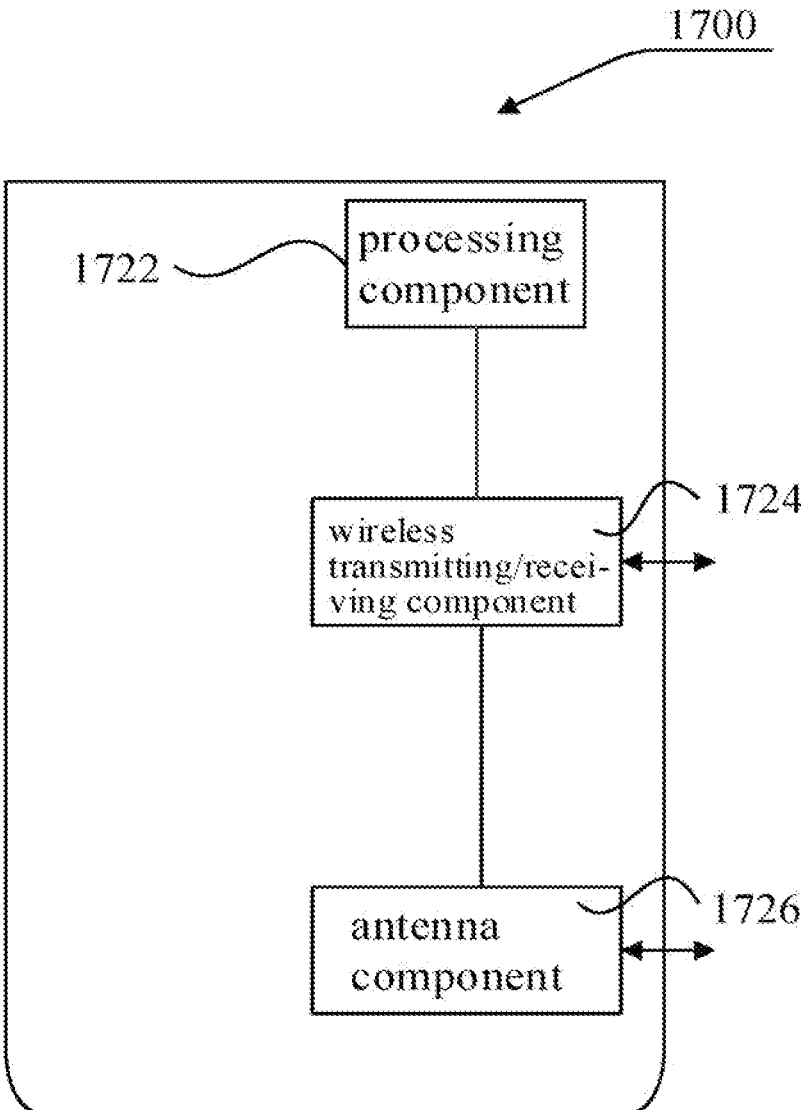 1700
processing
component
1722
wireless
transmitting/recei-
ving component
1724
antenna
component
1726